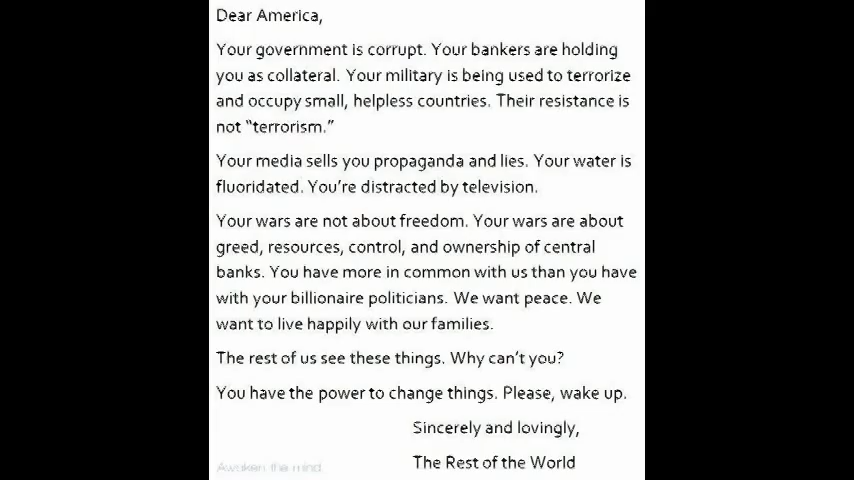 Dear America,
Your government is corrupt. Your bankers are holding
you as collateral. Your military is being used to terrorize
and occupy small, helpless countries. Their resistance is
not “terrorism.”
Your media sells you propaganda and lies. Your water is
fluoridated. You’re distracted by television.
Your wars are not about freedom. Your wars are about
greed, resources, control, and ownership of central
banks. You have more in common with us than you have
with your billionaire politicians. We want peace. We
want to live happily with our families.
The rest of us see these things. Why can’t you?
You have the power to change things. Please, wake up.
Sincerely and lovingly,
The Rest of the World
Awaken the mind